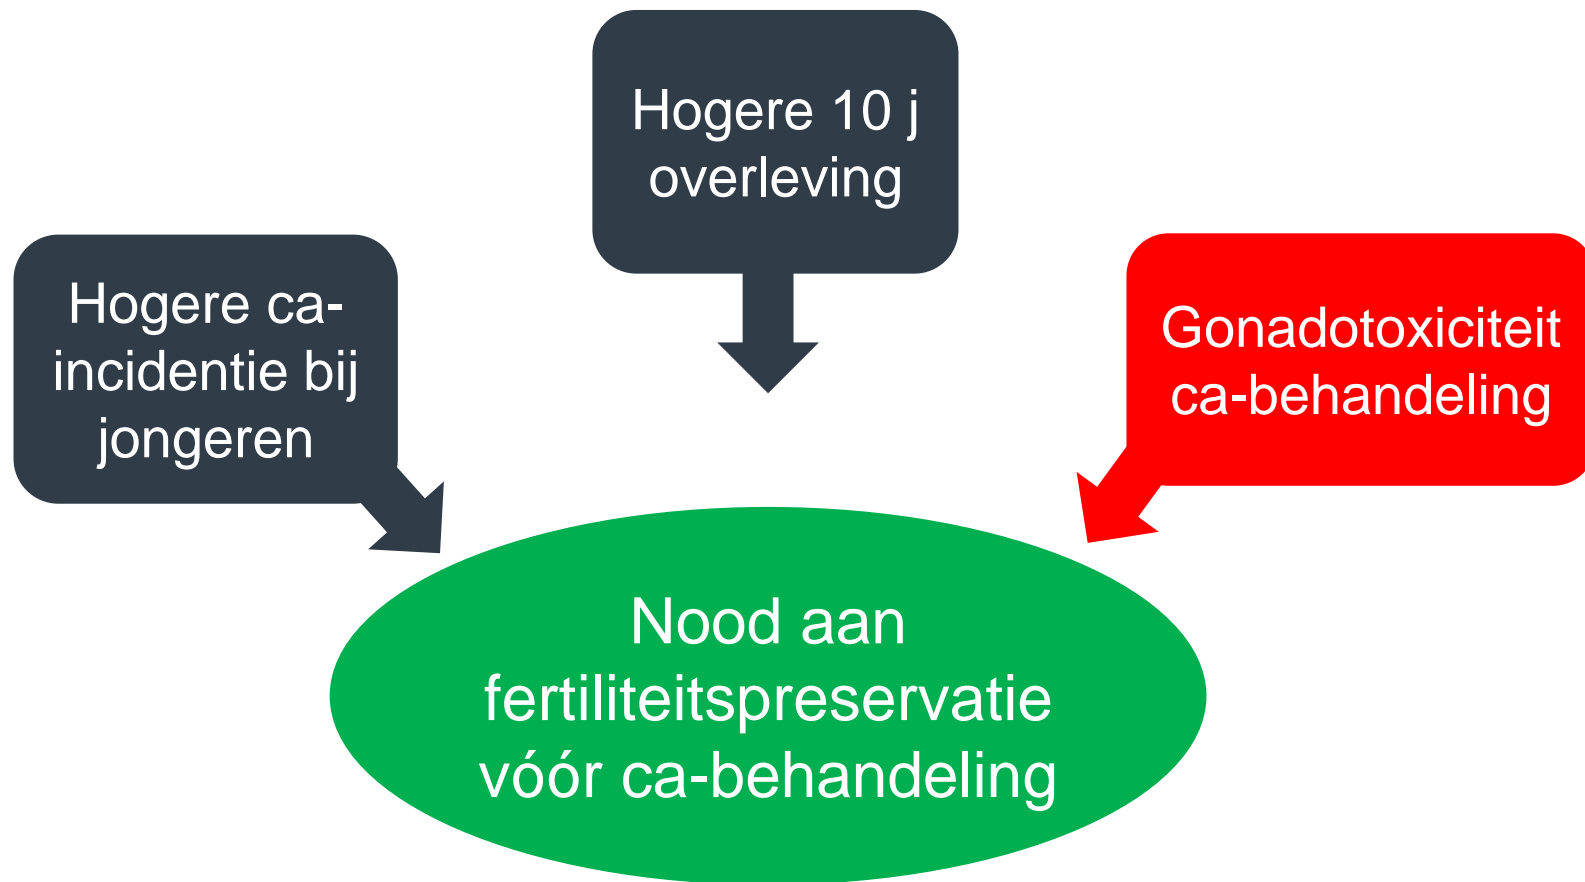 Hogere 10 j
overleving
Hogere ca-
incidentie bij
jongeren
Gonadotoxiciteit
ca-behandeling
Nood aan
fertiliteitspreservatie
vóór ca-behandeling